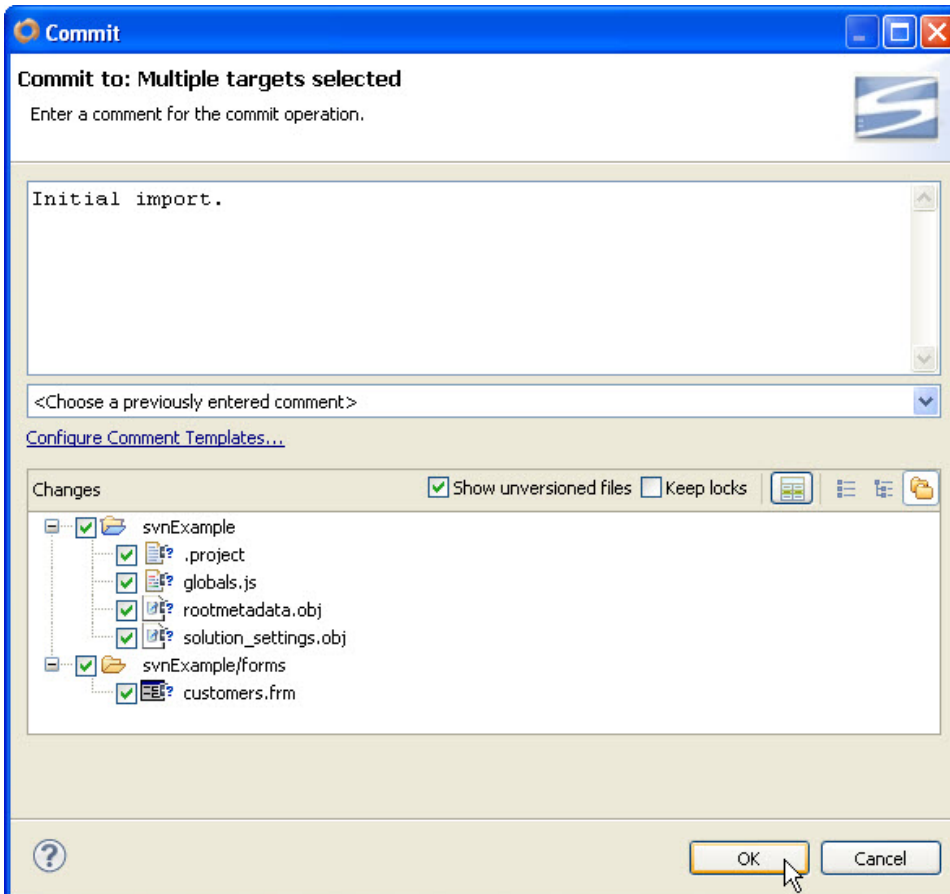 Commit
Commit to: Multiple targets selected
Enter a comment for the commit operation.
Initial import.
<Choose a previously entered comment>
Configure Comment Templates...
Changes Show unversioned files Keep locks
svnExample
.project
globals.js
rootmetadata.obj
solution_settings.obj
svnExample/forms
customers.frm
OK Cancel